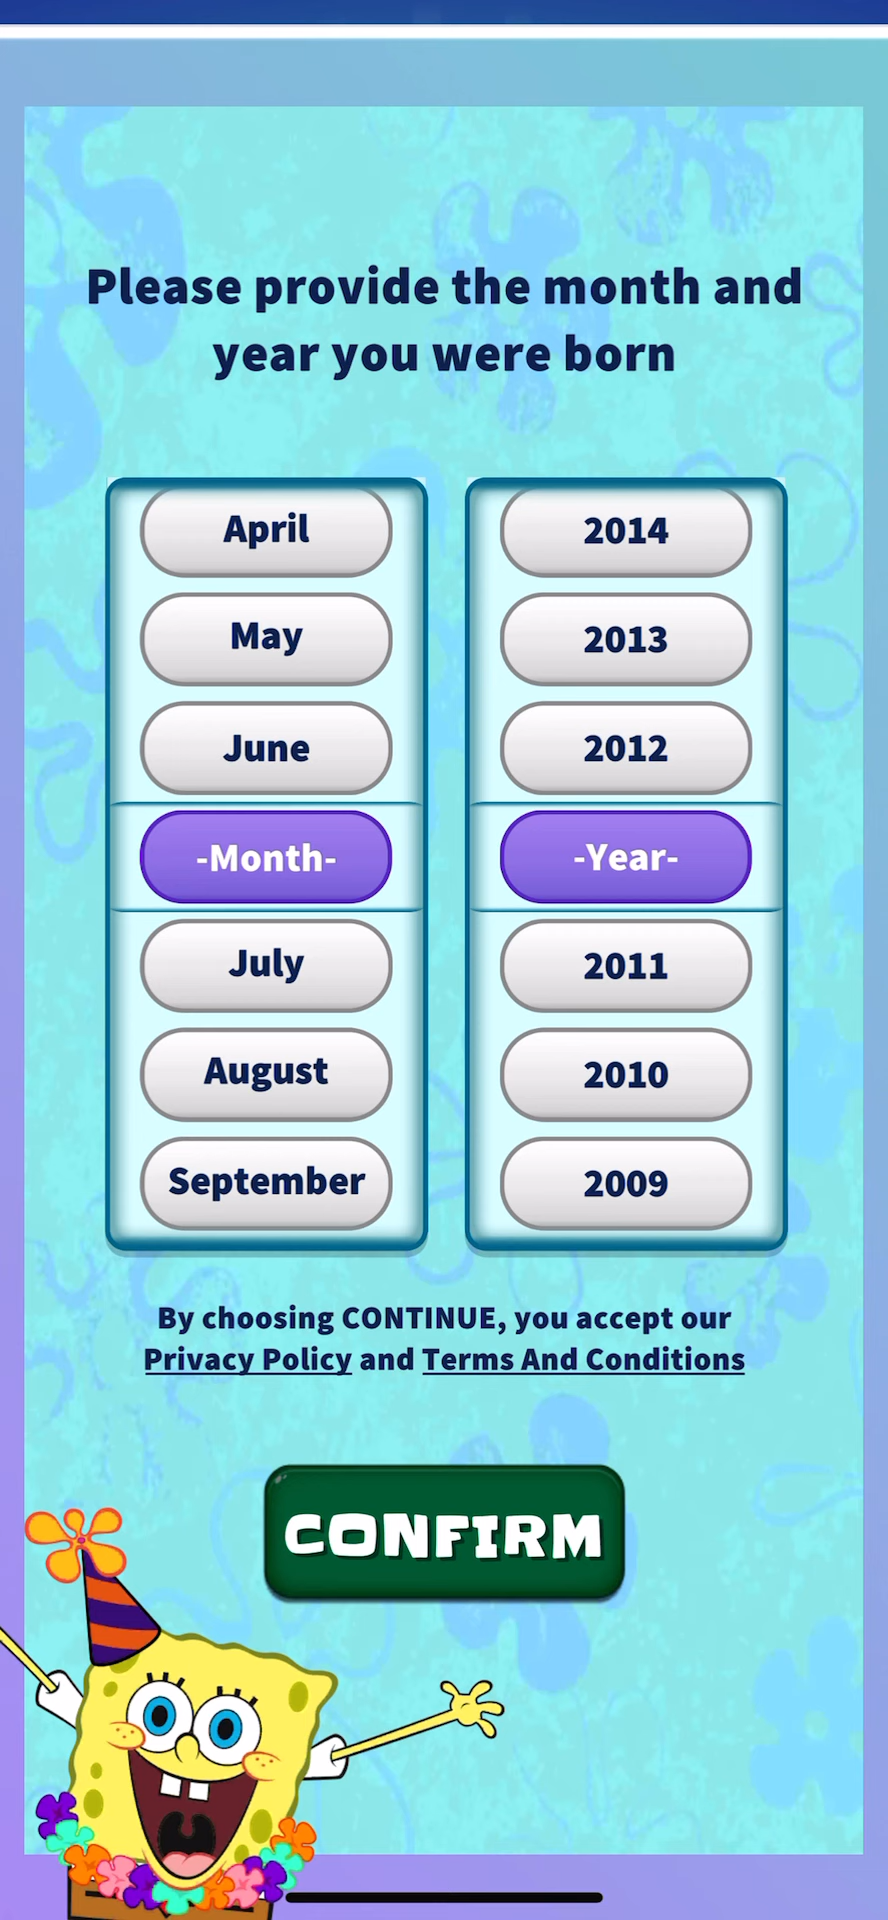 Please provide the month and
year you were born
April
May
June
-Month-
July
August
September
2014
2013
2012
-Year-
2011
2010
2009
By choosing CONTINUE, you accept our
Privacy Policy and Terms And Conditions
CONFIRM